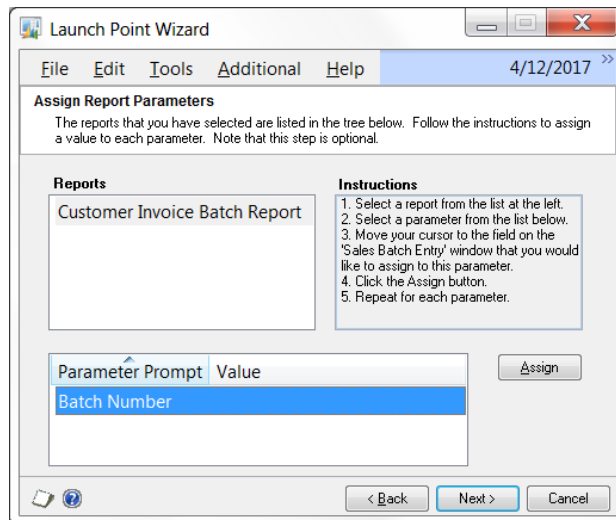 Launch Point Wizard
File Edit Tools Additional Help 4/12/2017 »
Assign Report Parameters
The reports that you have selected are listed in the tree below. Follow the instructions to assign
a value to each parameter. Note that this step is optional.
Reports
Customer Invoice Batch Report
Instructions
1. Select a report from the list at the left.
2. Select a parameter from the list below.
3. Move your cursor to the field on the
'Sales Batch Entry' window that you would
like to assign to this parameter.
4. Click the Assign button.
5. Repeat for each parameter.
Parameter Prompt Value
Batch Number
Assign
< Back Next > Cancel